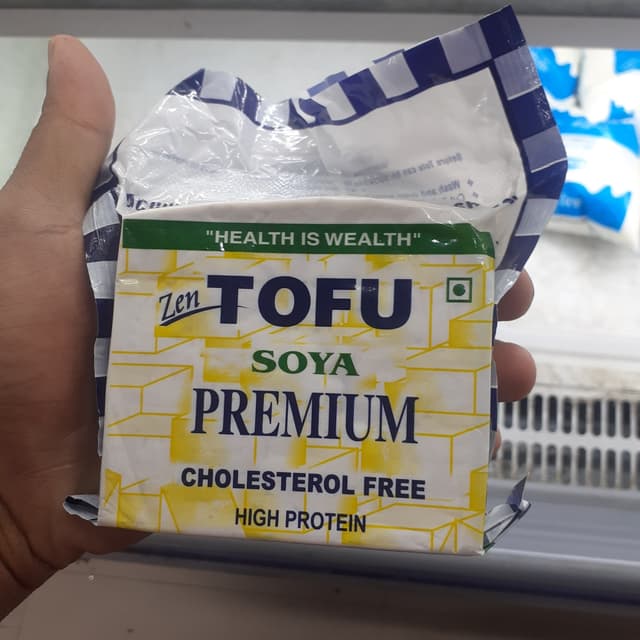 "HEALTH IS WEALTH"
Zen TOFU
SOYA
PREMIUM
CHOLESTEROL FREE
HIGH PROTEIN